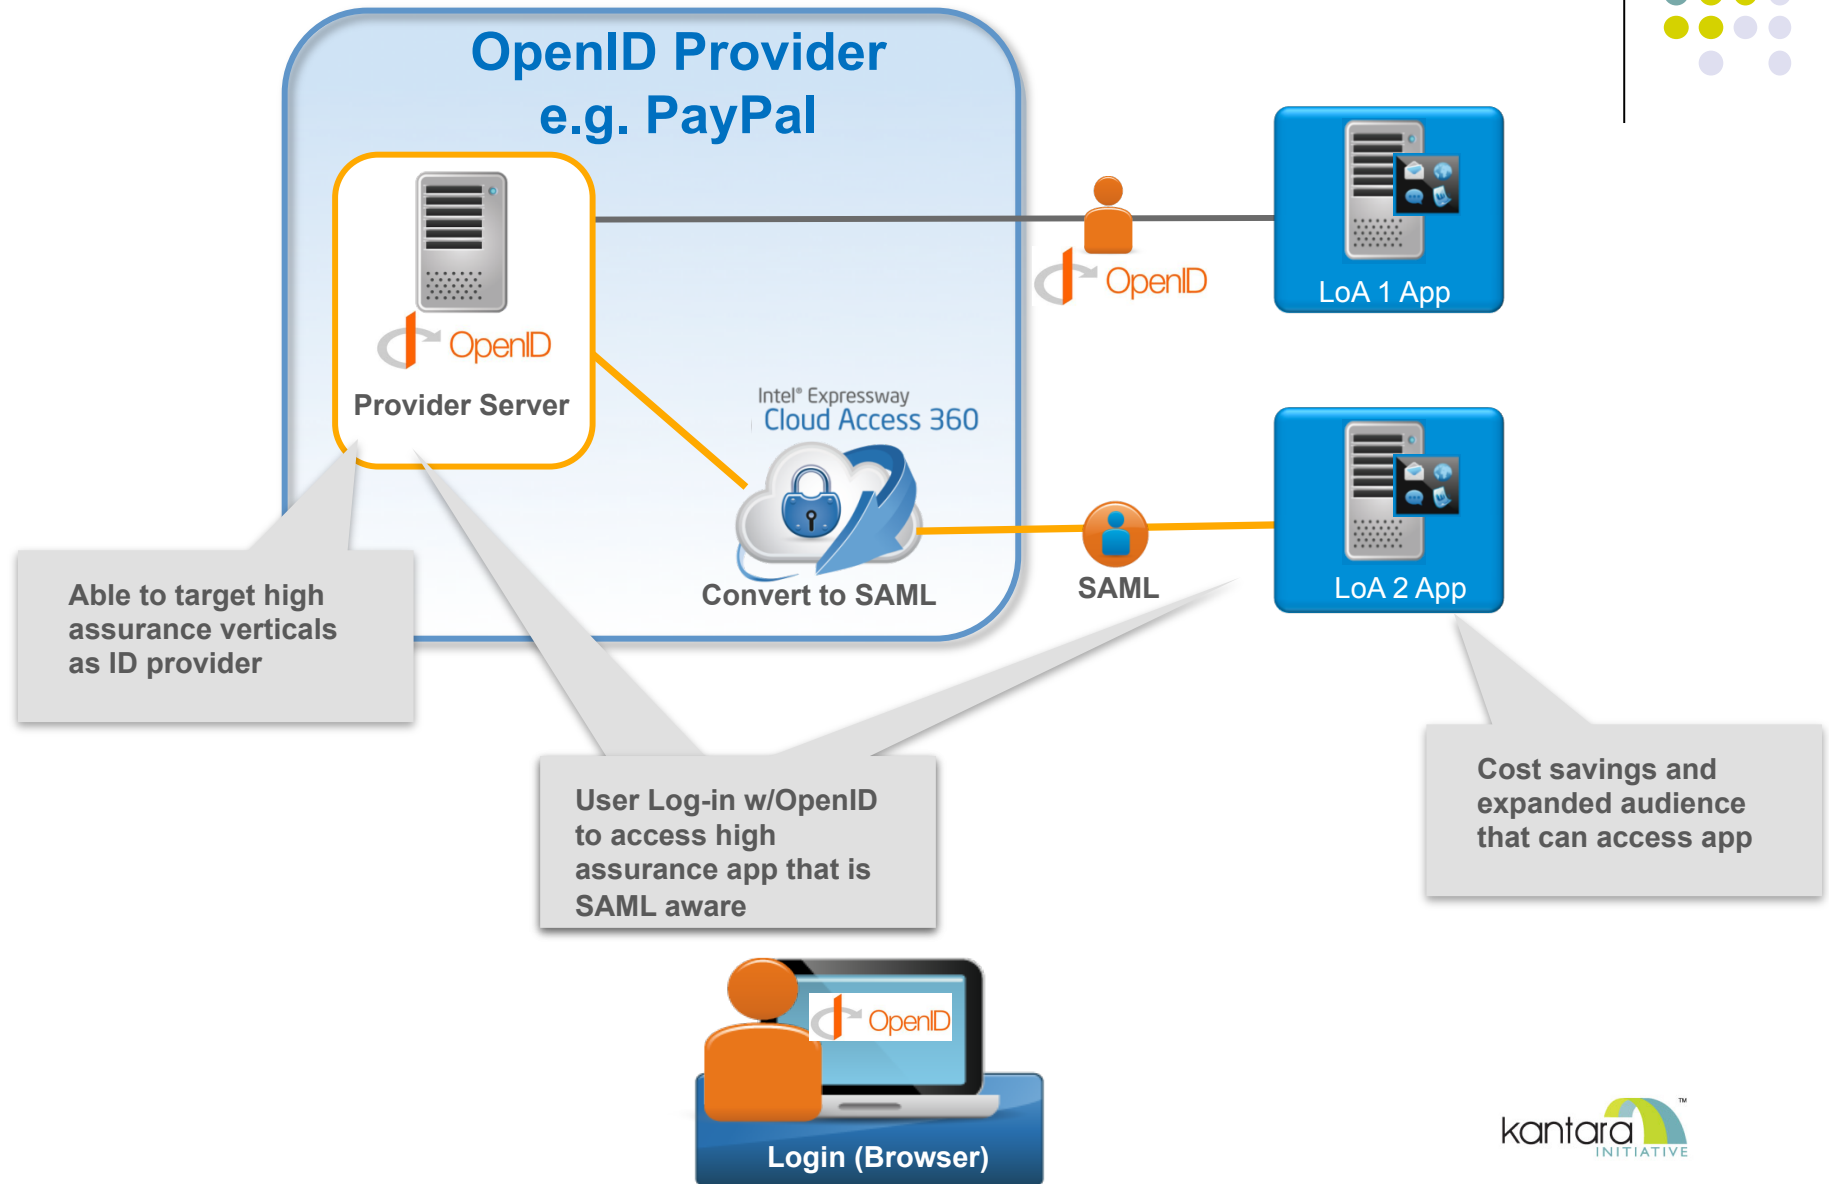 OpenID Provider
e.g. PayPal
OpenID
Provider Server
Intel® Expressway
Cloud Access 360
Convert to SAML
OpenID
SAML
LoA 1 App
LoA 2 App
Able to target high
assurance verticals
as ID provider
User Log-in w/OpenID
to access high
assurance app that is
SAML aware
Cost savings and
expanded audience
that can access app
OpenID
Login (Browser)
kantara
INITIATIVE
TM